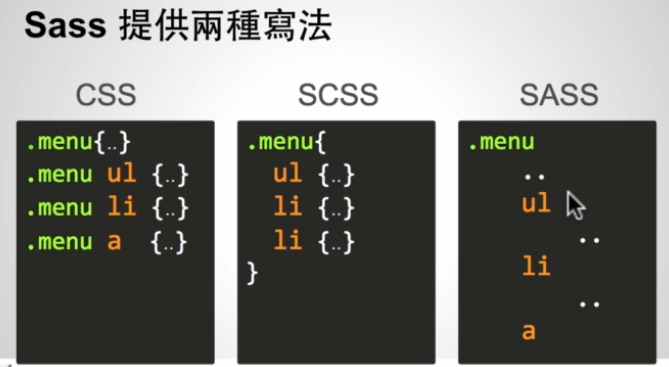 Sass 提供兩種寫法
CSS
.menu{..}
.menu ul {..}
.menu li {..}
.menu a {..}
SCSS
.menu{
ul {..}
li {..}
li {..}
}
SASS
.menu
..
ul
..
li
..
a